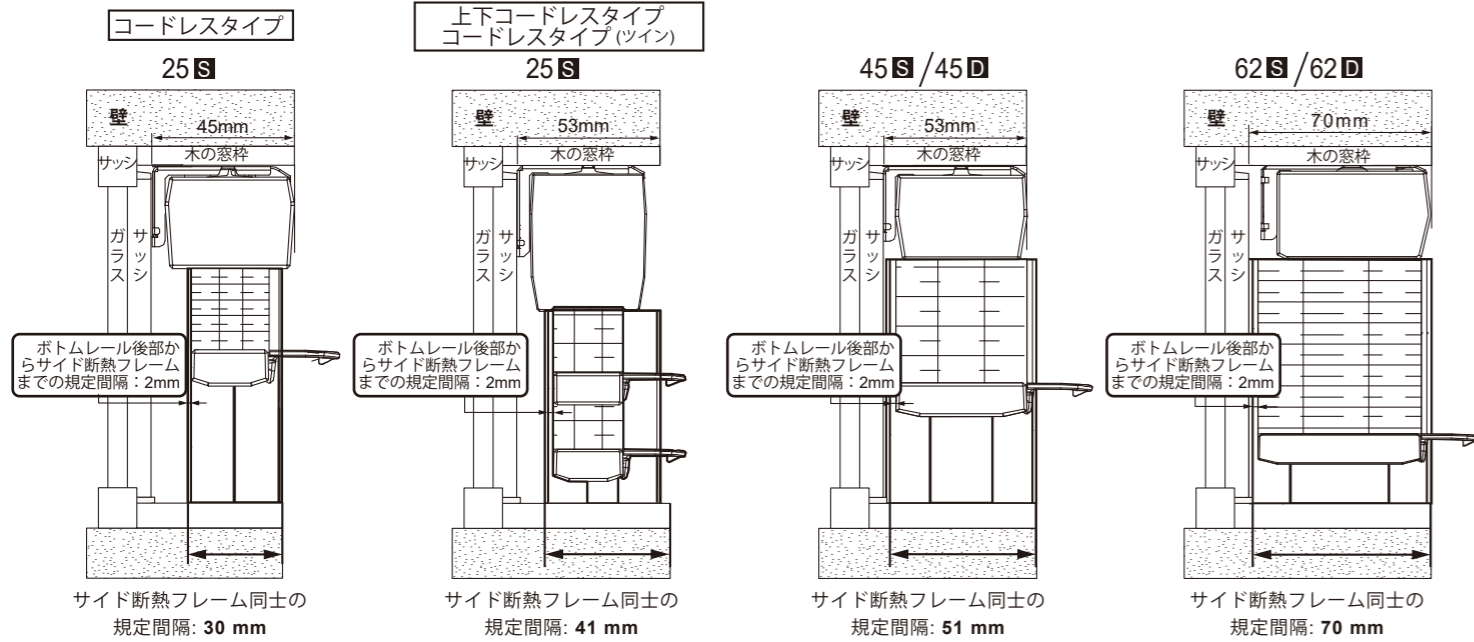 コードレスタイプ
25 S
壁
45mm
サッシ
木の窓枠
ガラス
サッシ
ボトムレール後部か
らサイド断熱フレーム
までの規定間隔：2mm
サイド断熱フレーム同士の
規定間隔: 30 mm
上下コードレスタイプ
コードレスタイプ (ツイン)
25 S
壁
53mm
サッシ
木の窓枠
ガラス
サッシ
ボトムレール後部か
らサイド断熱フレーム
までの規定間隔：2mm
サイド断熱フレーム同士の
規定間隔: 41 mm
45 S / 45 D
壁
53mm
サッシ
木の窓枠
ガラス
サッシ
ボトムレール後部か
らサイド断熱フレーム
までの規定間隔：2mm
サイド断熱フレーム同士の
規定間隔: 51 mm
62 S / 62 D
壁
70mm
サッシ
木の窓枠
ガラス
サッシ
ボトムレール後部か
らサイド断熱フレーム
までの規定間隔：2mm
サイド断熱フレーム同士の
規定間隔: 70 mm